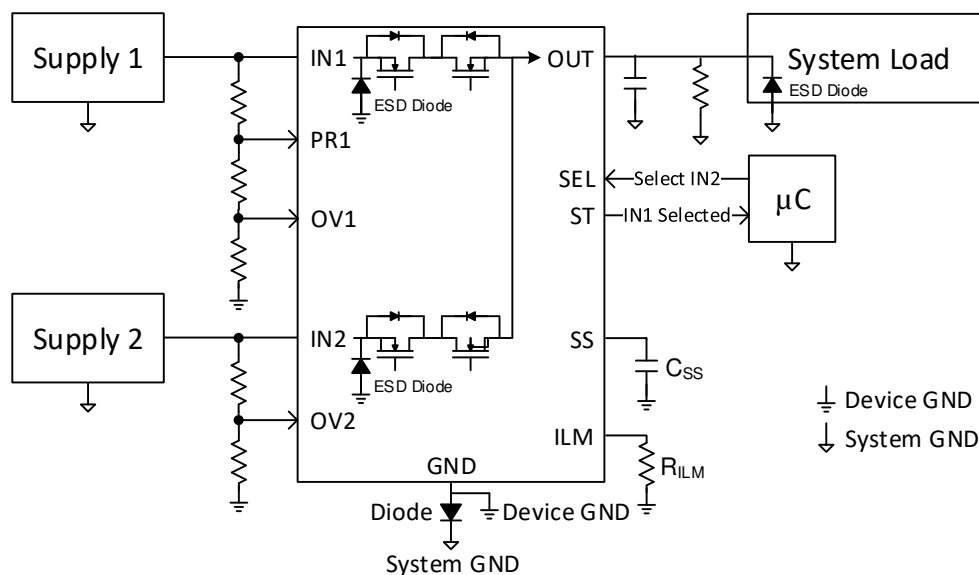 Supply 1
IN1
OUT
System Load
ESD Diode
ESD Diode
PR1
SEL
Select IN2
μC
OV1
ST
IN1 Selected
Supply 2
IN2
SS
ESD Diode
CSS
Device GND
OV2
ILM
System GND
GND
RILM
Diode
Device GND
System GND